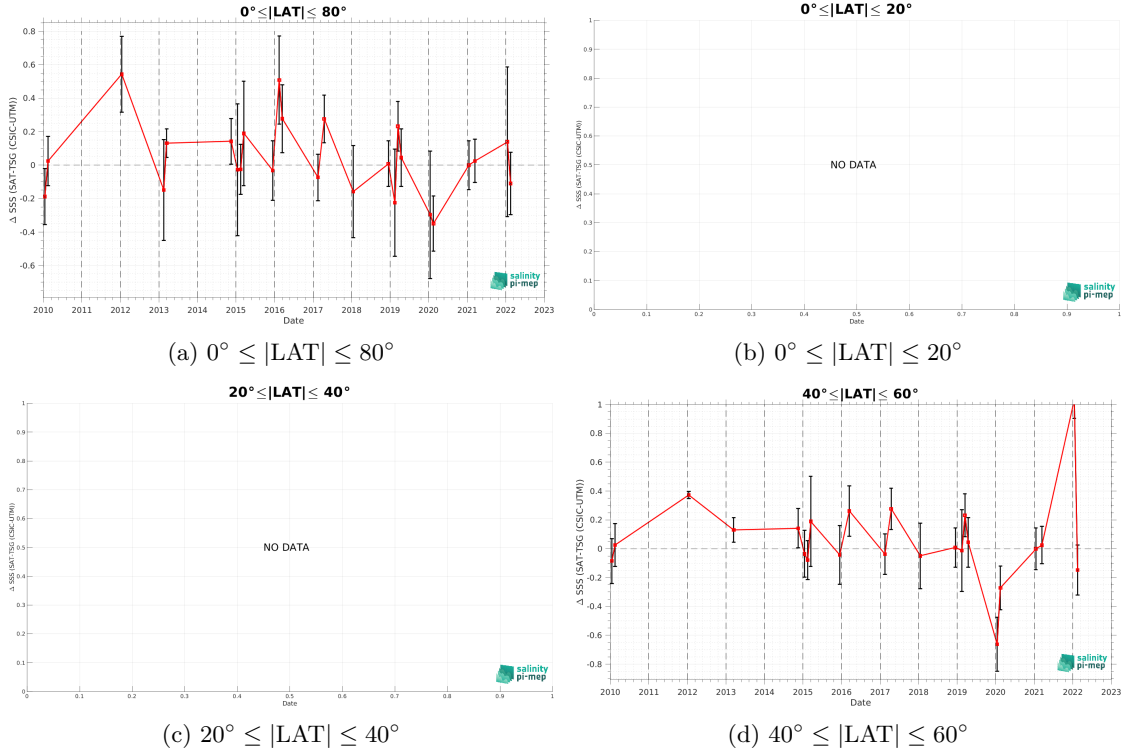 0°≤|LAT|≤ 80°
Δ SSS (SAT-TSG (CSIC-UTM))
0.8
0.6
0.4
0.2
0
-0.2
-0.4
-0.6
2010 2011 2012 2013 2014 2015 2016 2017 2018 2019 2020 2021 2022 2023
Date
salinity
pi-mep
(a) 0° ≤ |LAT| ≤ 80°
0°≤|LAT|≤ 20°
Δ SSS (SAT-TSG (CSIC-UTM))
1
0.9
0.8
0.7
0.6
0.5
0.4
0.3
0.2
0.1
0
NO DATA
0 0.1 0.2 0.3 0.4 0.5 0.6 0.7 0.8 0.9 1
Date
salinity
pi-mep
(b) 0° ≤ |LAT| ≤ 20°
20°≤|LAT|≤ 40°
Δ SSS (SAT-TSG (CSIC-UTM))
1
0.9
0.8
0.7
0.6
0.5
0.4
0.3
0.2
0.1
0
NO DATA
0 0.1 0.2 0.3 0.4 0.5 0.6 0.7 0.8 0.9 1
Date
salinity
pi-mep
(c) 20° ≤ |LAT| ≤ 40°
40°≤|LAT|≤ 60°
Δ SSS (SAT-TSG (CSIC-UTM))
1
0.8
0.6
0.4
0.2
0
-0.2
-0.4
-0.6
-0.8
2010 2011 2012 2013 2014 2015 2016 2017 2018 2019 2020 2021 2022 2023
Date
salinity
pi-mep
(d) 40° ≤ |LAT| ≤ 60°